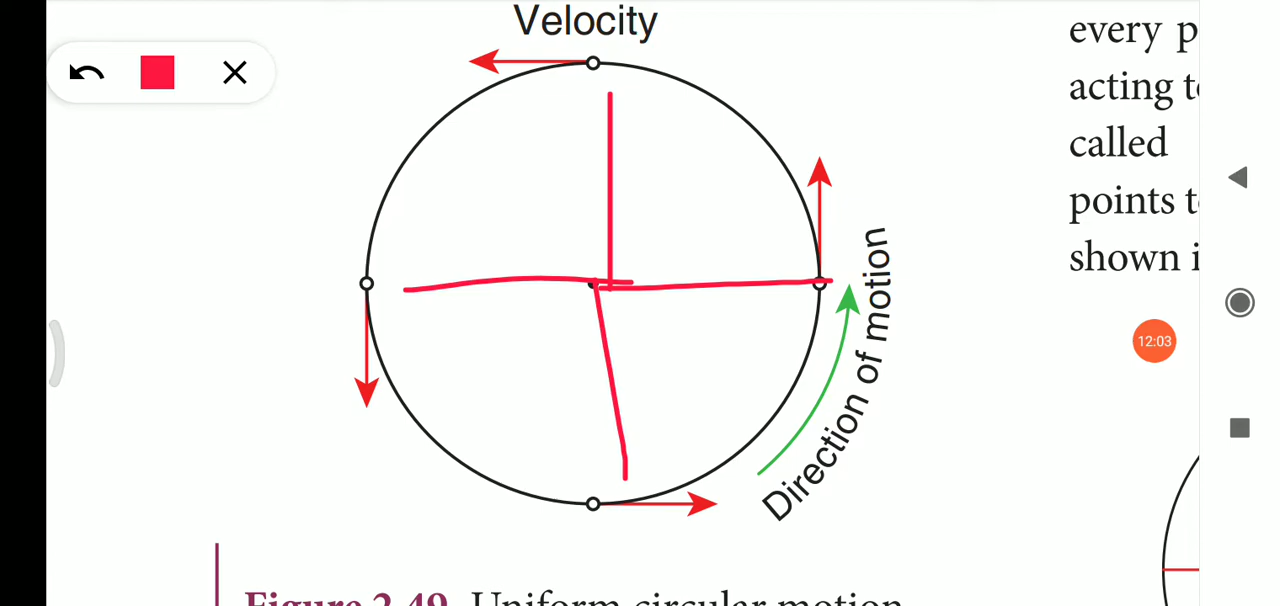 Velocity
every p
acting t
called
points t
shown i
12:03
Direction of motion
Figure 2.49 Uniform circular motion